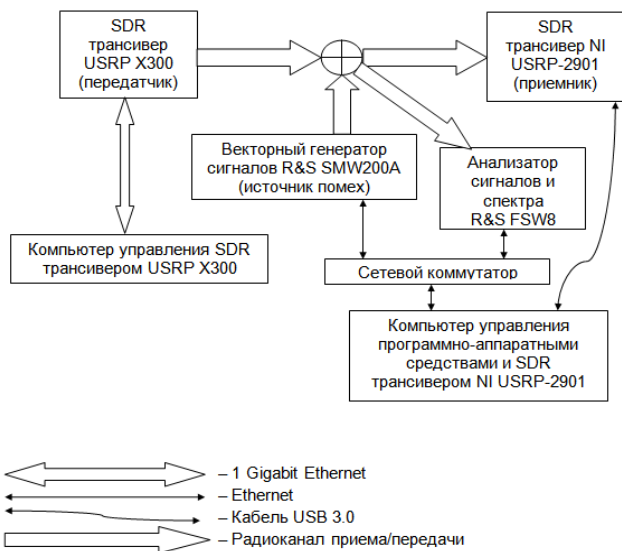 SDR
трансивер
USRP X300
(передатчик)
SDR
трансивер NI
USRP-2901
(приемник)
Векторный генератор
сигналов R&S SMW200A
(источник помех)
Анализатор
сигналов и
спектра
R&S FSW8
Компьютер управления SDR
трансивером USRP X300
Сетевой коммутатор
Компьютер управления
программно-аппаратными
средствами и SDR
трансивером NI USRP-2901
– 1 Gigabit Ethernet
– Ethernet
– Кабель USB 3.0
– Радиоканал приема/передачи